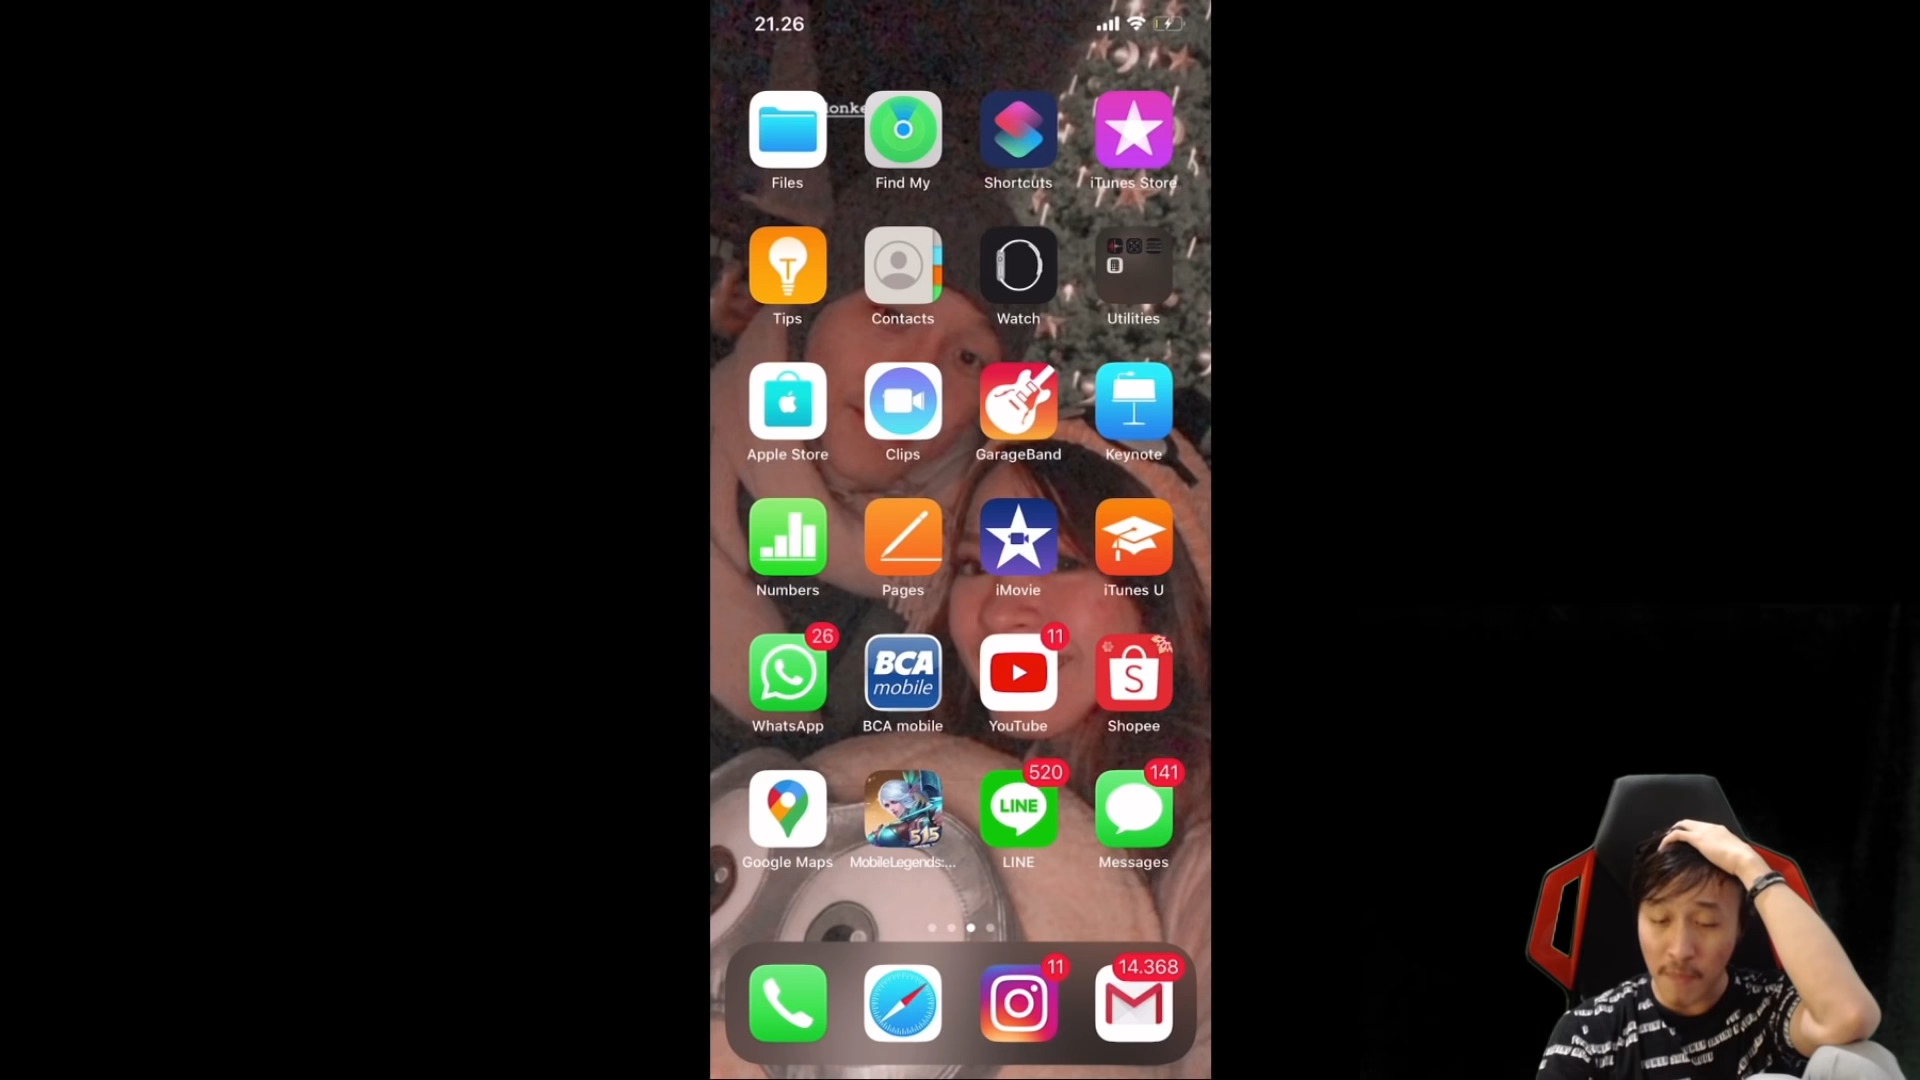 21.26
Files Find My Shortcuts iTunes Store
Tips Contacts Watch Utilities
Apple Store Clips GarageBand Keynote
Numbers Pages iMovie iTunes U
26 11
BCA mobile
S
WhatsApp BCA mobile YouTube Shopee
520 141
515 LINE
Google Maps MobileLegends:... LINE Messages
11 14.368